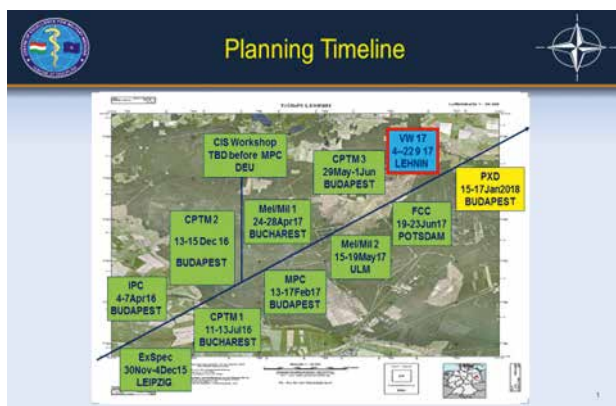 Planning Timeline
VW 17
4–22 9 17
LEHNIN
CIS Workshop
TBD before MPC
DEU
CPTM 3
29May-1Jun
BUDAPEST
PXD
15-17Jan2018
BUDAPEST
Mel/Mil 1
24-28Apr17
BUCHAREST
FCC
19-23Jun17
POTSDAM
CPTM 2
13-15 Dec 16
BUDAPEST
Mel/Mil 2
15-19May17
ULM
MPC
13-17Feb17
BUDAPEST
IPC
4-7Apr16
BUDAPEST
CPTM 1
11-13Jul16
BUCHAREST
ExSpec
30Nov-4Dec15
LEIPZIG
1